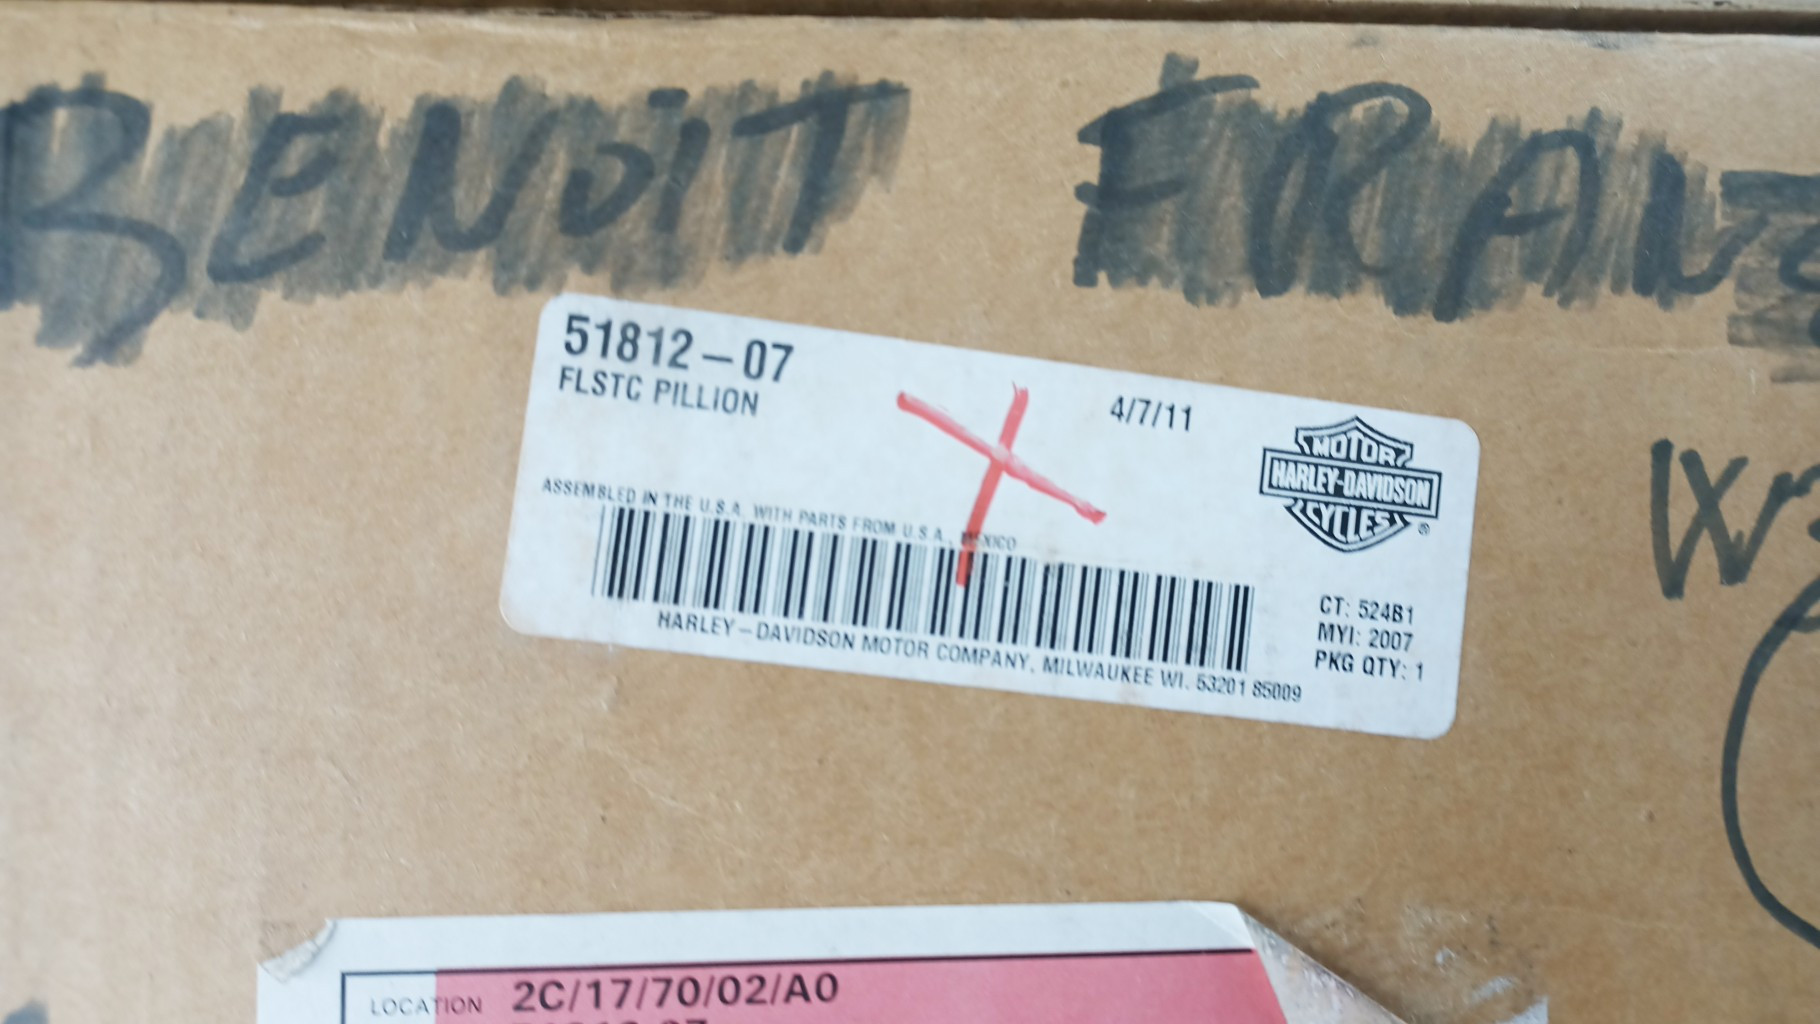 BENOIT FRAN
51812-07
FLSTC PILLION
4/7/11
MOTOR
HARLEY-DAVIDSON
CYCLES
®
ASSEMBLED IN THE U.S.A. WITH PARTS FROM U.S.A., MEXICO
HARLEY-DAVIDSON MOTOR COMPANY. MILWAUKEE WI. 53201 85009
CT: 524B1
MYI: 2007
PKG QTY: 1
LOCATION 2C/17/70/02/A0